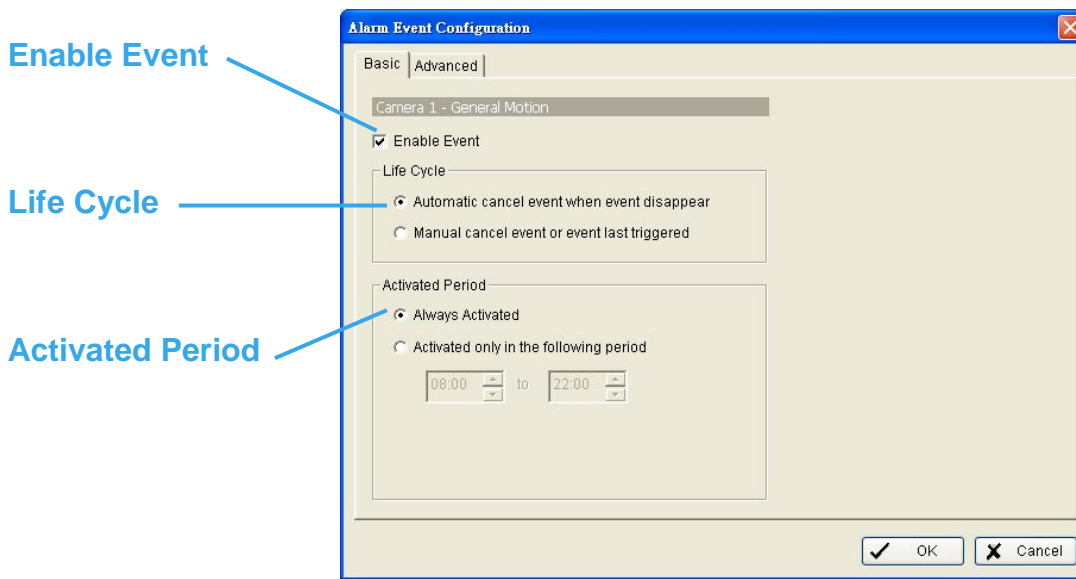 Alarm Event Configuration
Enable Event
Basic
Advanced
Camera 1 - General Motion
Enable Event
Life Cycle
Life Cycle
Automatic cancel event when event disappear
Manual cancel event or event last triggered
Activated Period
Activated Period
Always Activated
Activated only in the following period
08:00 to 22:00
OK
Cancel